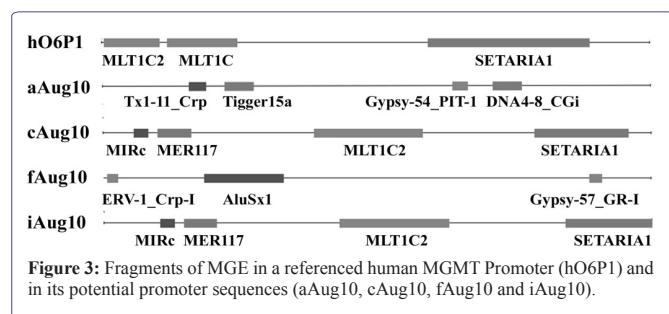 hO6P1
MLT1C2 MLT1C SETARIA1
aAug10
Tx1-11_Crp Tigger15a Gypsy-54_PIT-1 DNA4-8_CGi
cAug10
MIRc MER117 MLT1C2 SETARIA1
fAug10
ERV-1_Crp-I AluSx1 Gypsy-57_GR-I
iAug10
MIRc MER117 MLT1C2 SETARIA1
Figure 3: Fragments of MGE in a referenced human MGMT Promoter (hO6P1) and
in its potential promoter sequences (aAug10, cAug10, fAug10 and iAug10).